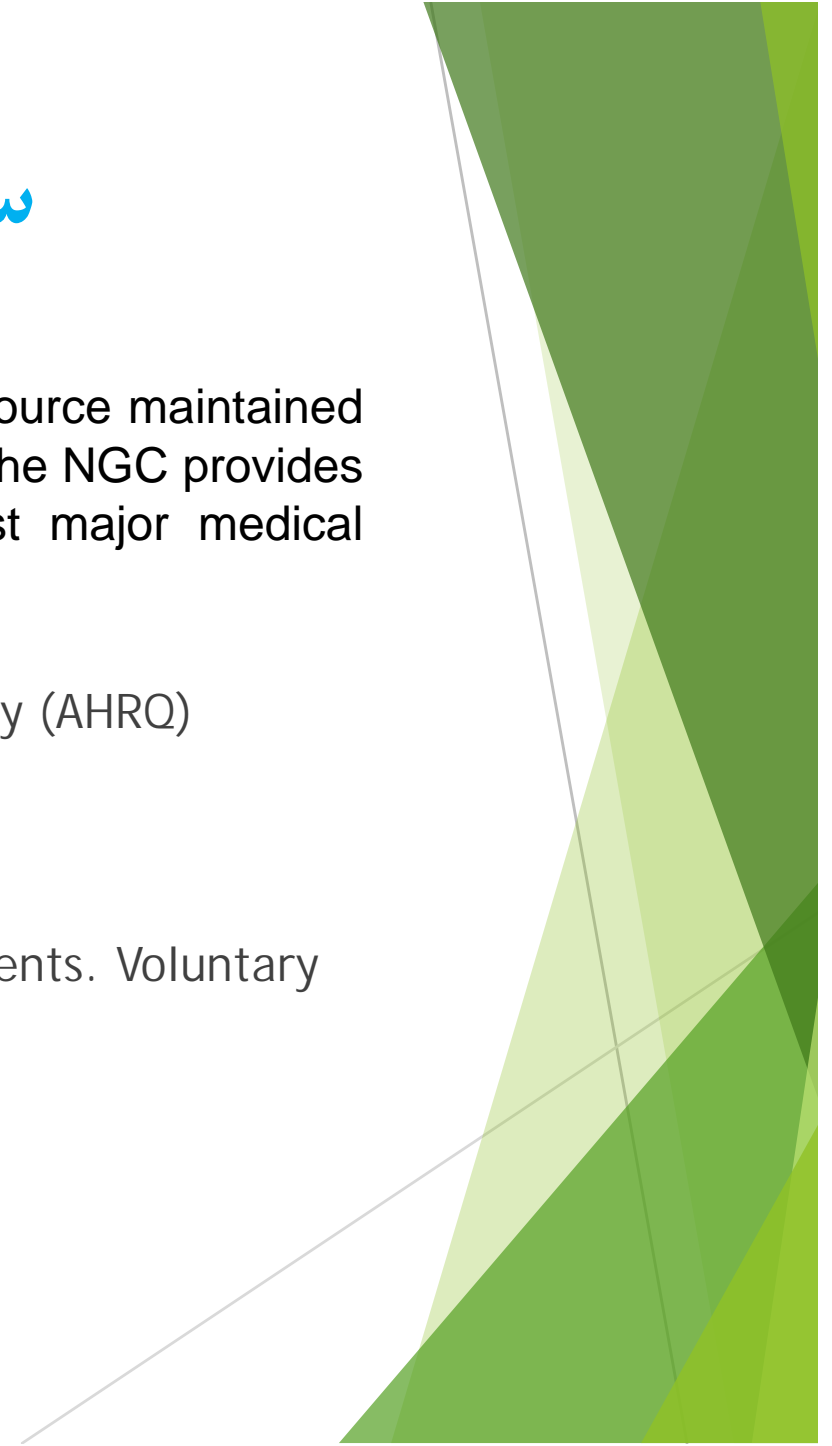 س
ource maintained
he NGC provides
st major medical
y (AHRQ)
ents. Voluntary